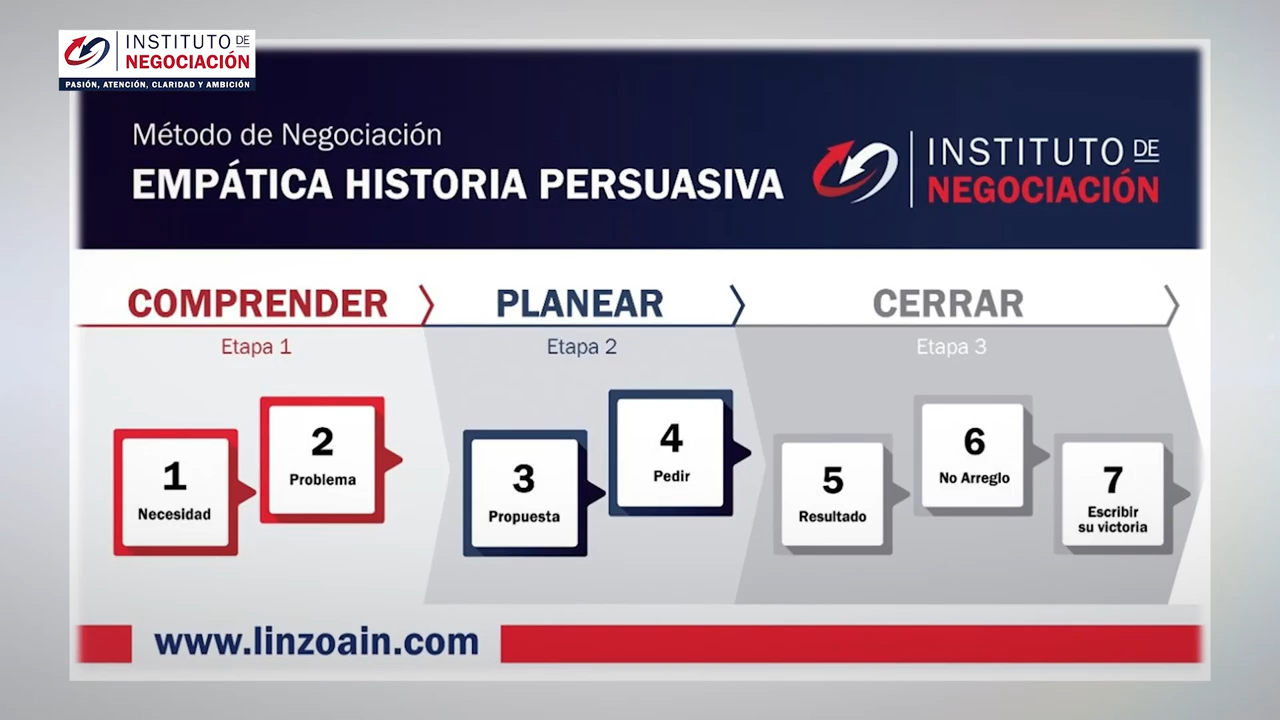 INSTITUTO DE
NEGOCIACIÓN
PASIÓN, ATENCIÓN, CLARIDAD Y AMBICIÓN
Método de Negociación
EMPÁTICA HISTORIA PERSUASIVA
INSTITUTO DE
NEGOCIACIÓN
COMPRENDER
Etapa 1
1
Necesidad
2
Problema
PLANEAR
Etapa 2
3
Propuesta
4
Pedir
CERRAR
Etapa 3
5
Resultado
6
No Arreglo
7
Escribir
su victoria
www.linzoain.com